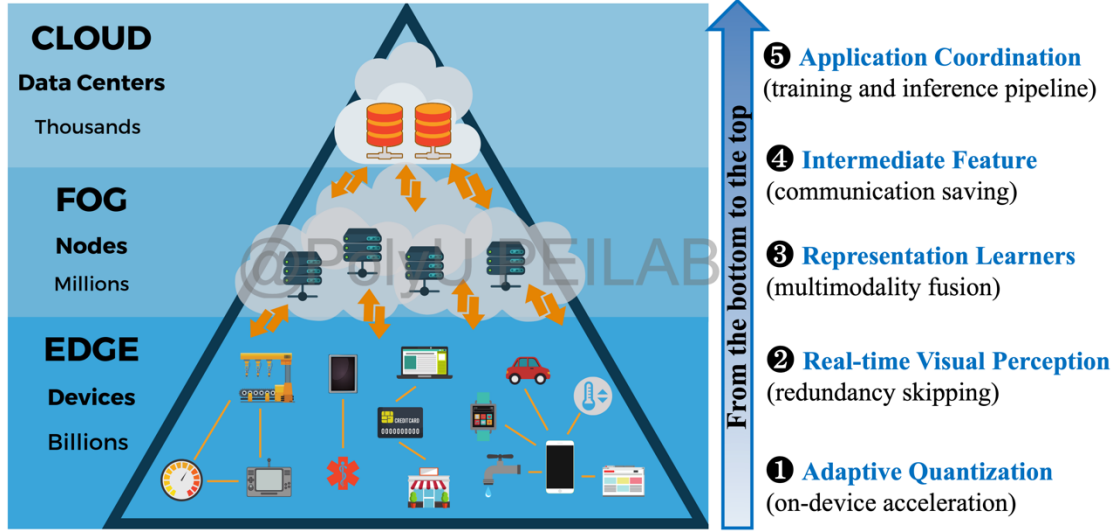 CLOUD
Data Centers
Thousands
FOG
Nodes
Millions
EDGE
Devices
Billions
CREDIT CARD
@PolyU PEILAB
From the bottom to the top
❺ Application Coordination
(training and inference pipeline)
❹ Intermediate Feature
(communication saving)
❸ Representation Learners
(multimodality fusion)
❷ Real-time Visual Perception
(redundancy skipping)
❶ Adaptive Quantization
(on-device acceleration)